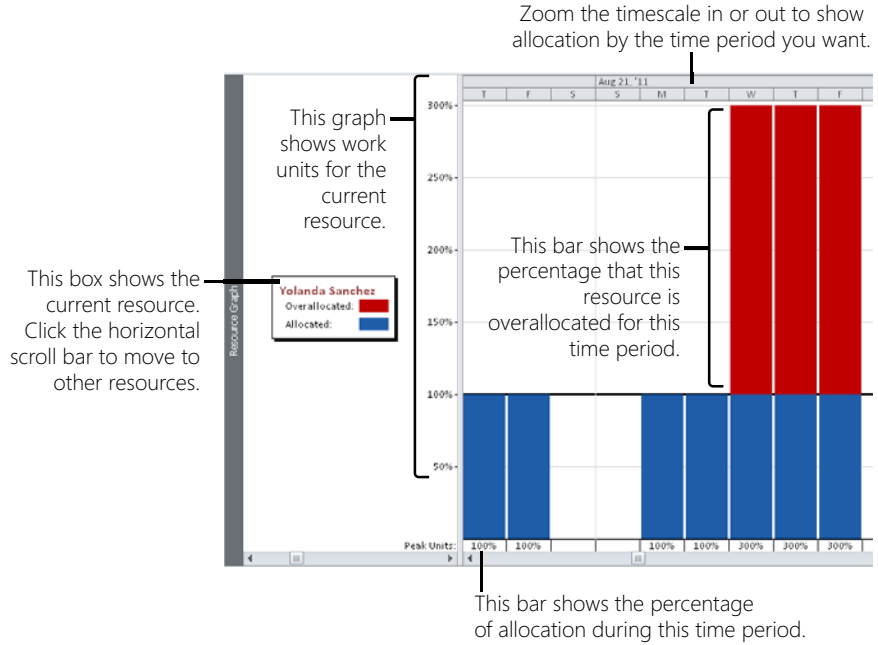 Zoom the timescale in or out to show
allocation by the time period you want.
Aug 21, '11
T F S S M T W T F
This graph
shows work
units for the
current
resource.
300%
250%
200%
150%
100%
50%
This bar shows the
percentage that this
resource is
overallocated for this
time period.
This box shows the
current resource.
Click the horizontal
scroll bar to move to
other resources.
Resource Graph
Yolanda Sanchez
Overallocated:
Allocated:
Peak Units: 100% 100% 100% 100% 300% 300% 300%
This bar shows the percentage
of allocation during this time period.